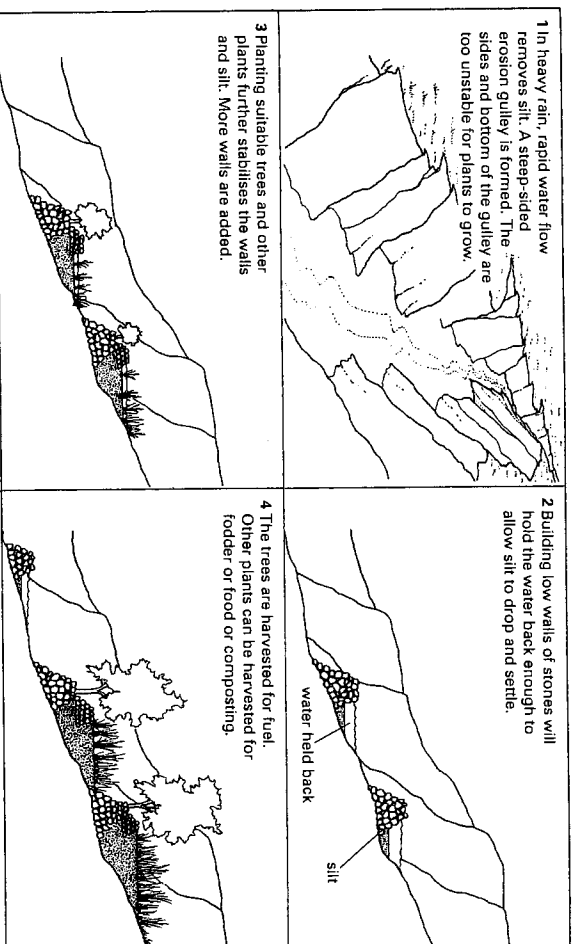 1 In heavy rain, rapid water flow
removes silt. A steep-sided
erosion gulley is formed. The
sides and bottom of the gulley are
too unstable for plants to grow.
2 Building low walls of stones will
hold the water back enough to
allow silt to drop and settle.
water held back
silt
3 Planting suitable trees and other
plants further stabilises the walls
and silt. More walls are added.
4 The trees are harvested for fuel.
Other plants can be harvested for
fodder or food or composting.